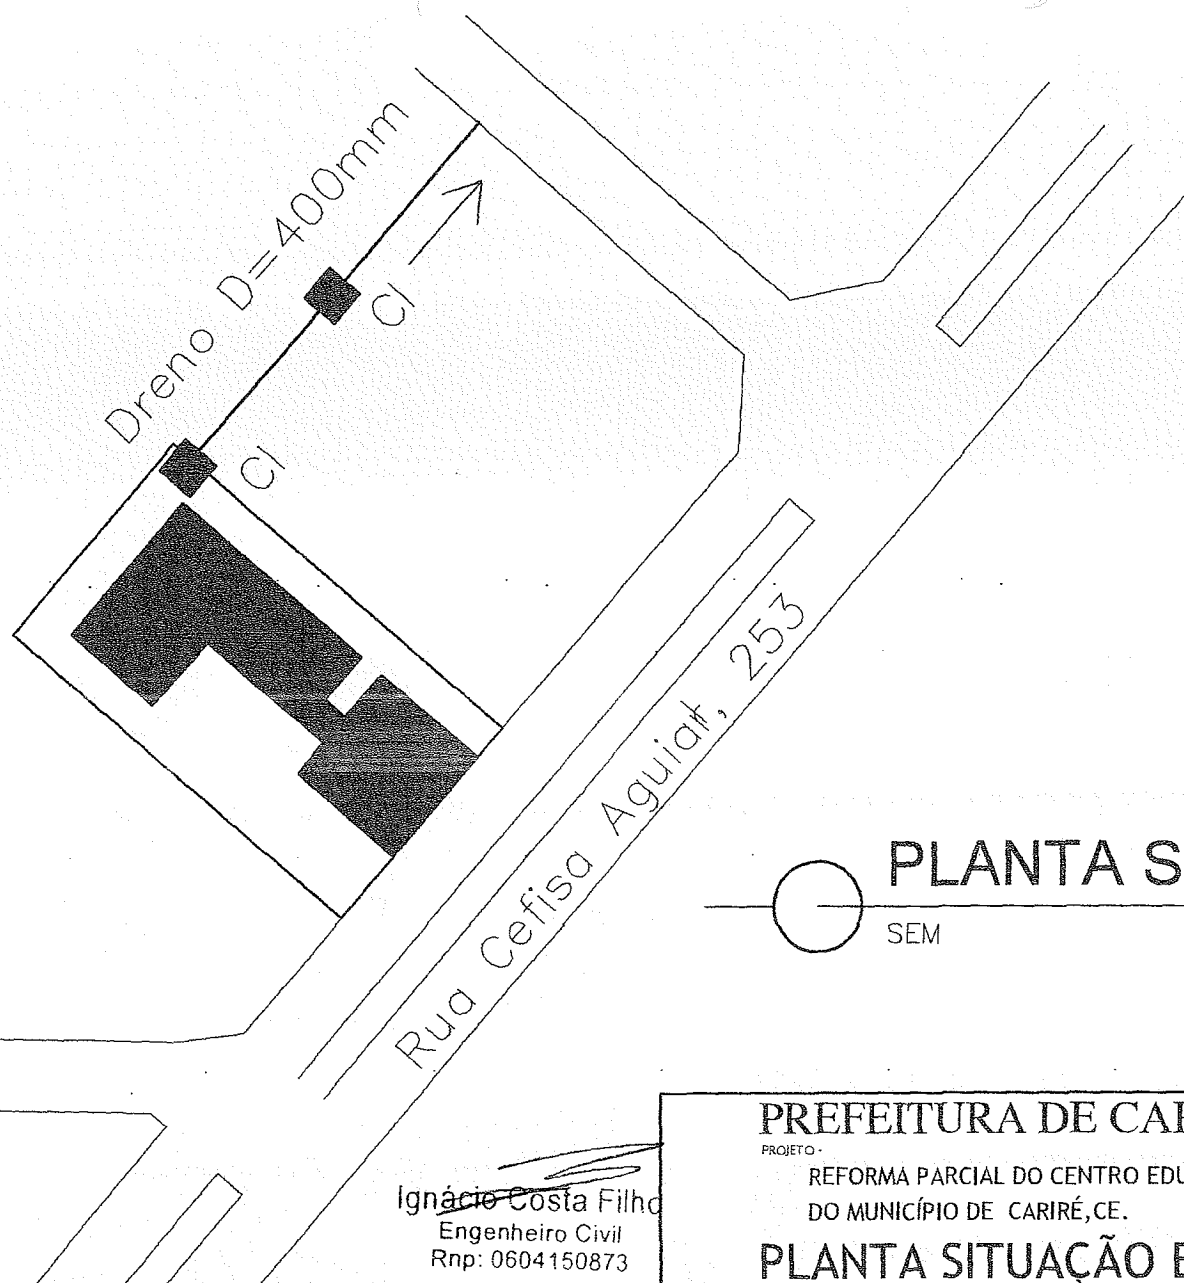 Dreno D=400mm
CI
CI
Rua Cefisa Aguiar, 253
PLANTA S
SEM
PREFEITURA DE CAR
PROJETO-
REFORMA PARCIAL DO CENTRO EDU
DO MUNICÍPIO DE CARIRÉ,CE.
PLANTA SITUAÇÃO E
Ignácio Costa Filho
Engenheiro Civil
Rnp: 0604150873